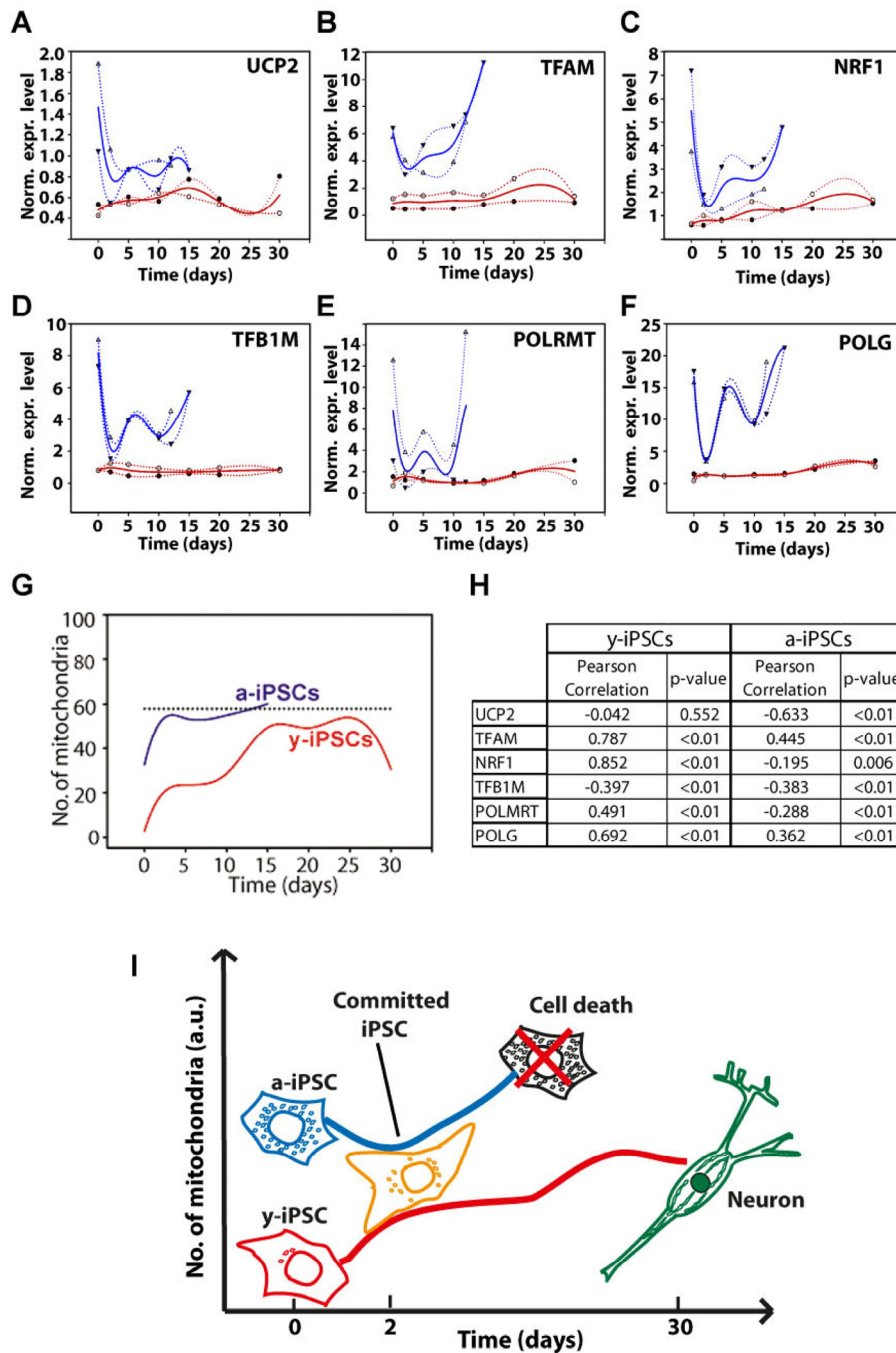 A
UCP2
Norm. expr. level
2.0
1.8
1.6
1.4
1.2
1.0
0.8
0.6
0.4
0 5 10 15 20 25 30
Time (days)
B
TFAM
Norm. expr. level
12
10
8
6
4
2
0
0 5 10 15 20 25 30
Time (days)
C
NRF1
Norm. expr. level
8
7
6
5
4
3
2
1
0 5 10 15 20 25 30
Time (days)
D
TFB1M
Norm. expr. level
10
8
6
4
2
0
0 5 10 15 20 25 30
Time (days)
E
POLRMT
Norm. expr. level
14
12
10
8
6
4
2
0
0 5 10 15 20 25 30
Time (days)
F
POLG
Norm. expr. level
25
20
15
10
5
0
0 5 10 15 20 25 30
Time (days)
G
No. of mitochondria
100
80
60
40
20
0
a-iPSCs
y-iPSCs
0 5 10 15 20 25 30
Time (days)
H
y-iPSCs a-iPSCs
Pearson Correlation p-value Pearson Correlation p-value
UCP2 -0.042 0.552 -0.633 <0.01
TFAM 0.787 <0.01 0.445 <0.01
NRF1 0.852 <0.01 -0.195 0.006
TFB1M -0.397 <0.01 -0.383 <0.01
POLMRT 0.491 <0.01 -0.288 <0.01
POLG 0.692 <0.01 0.362 <0.01
I
No. of mitochondria (a.u.)
Committed
iPSC
Cell death
a-iPSC
y-iPSC
Neuron
0 2 30
Time (days)